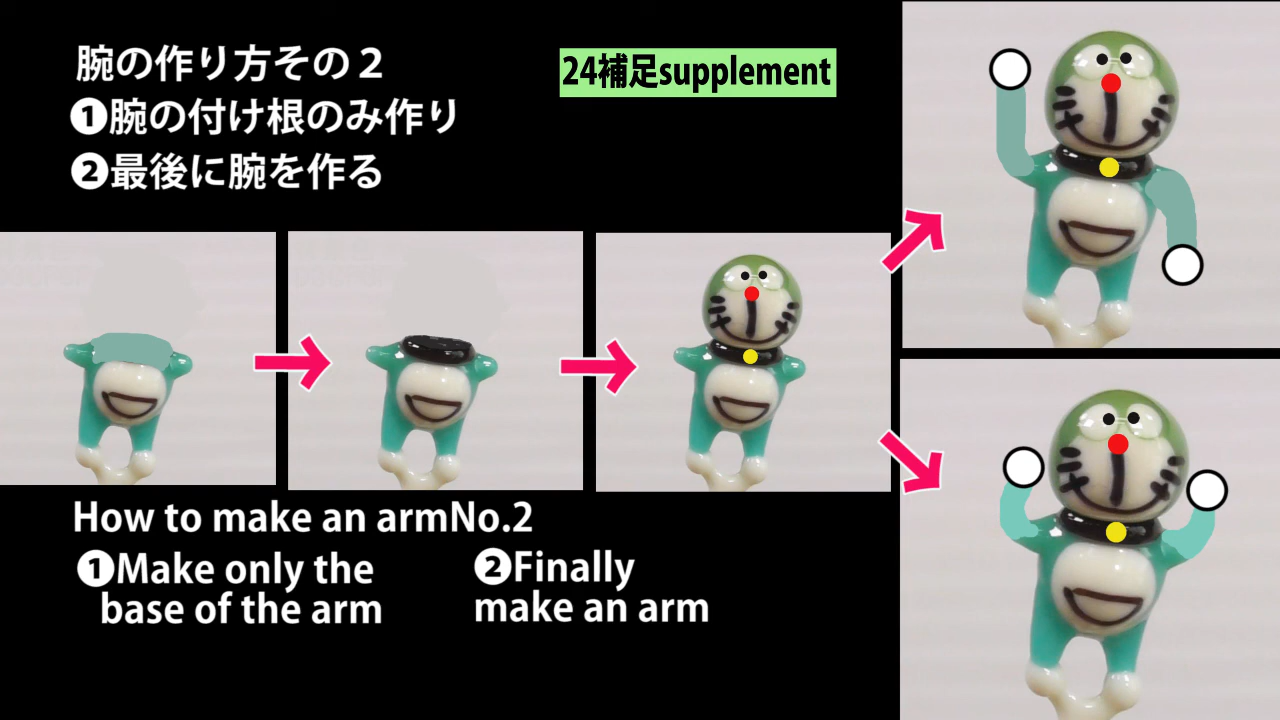 腕の作り方その２
❶腕の付け根のみ作り
❷最後に腕を作る
24補足supplement
How to make an armNo.2
❶Make only the
base of the arm
❷Finally
make an arm